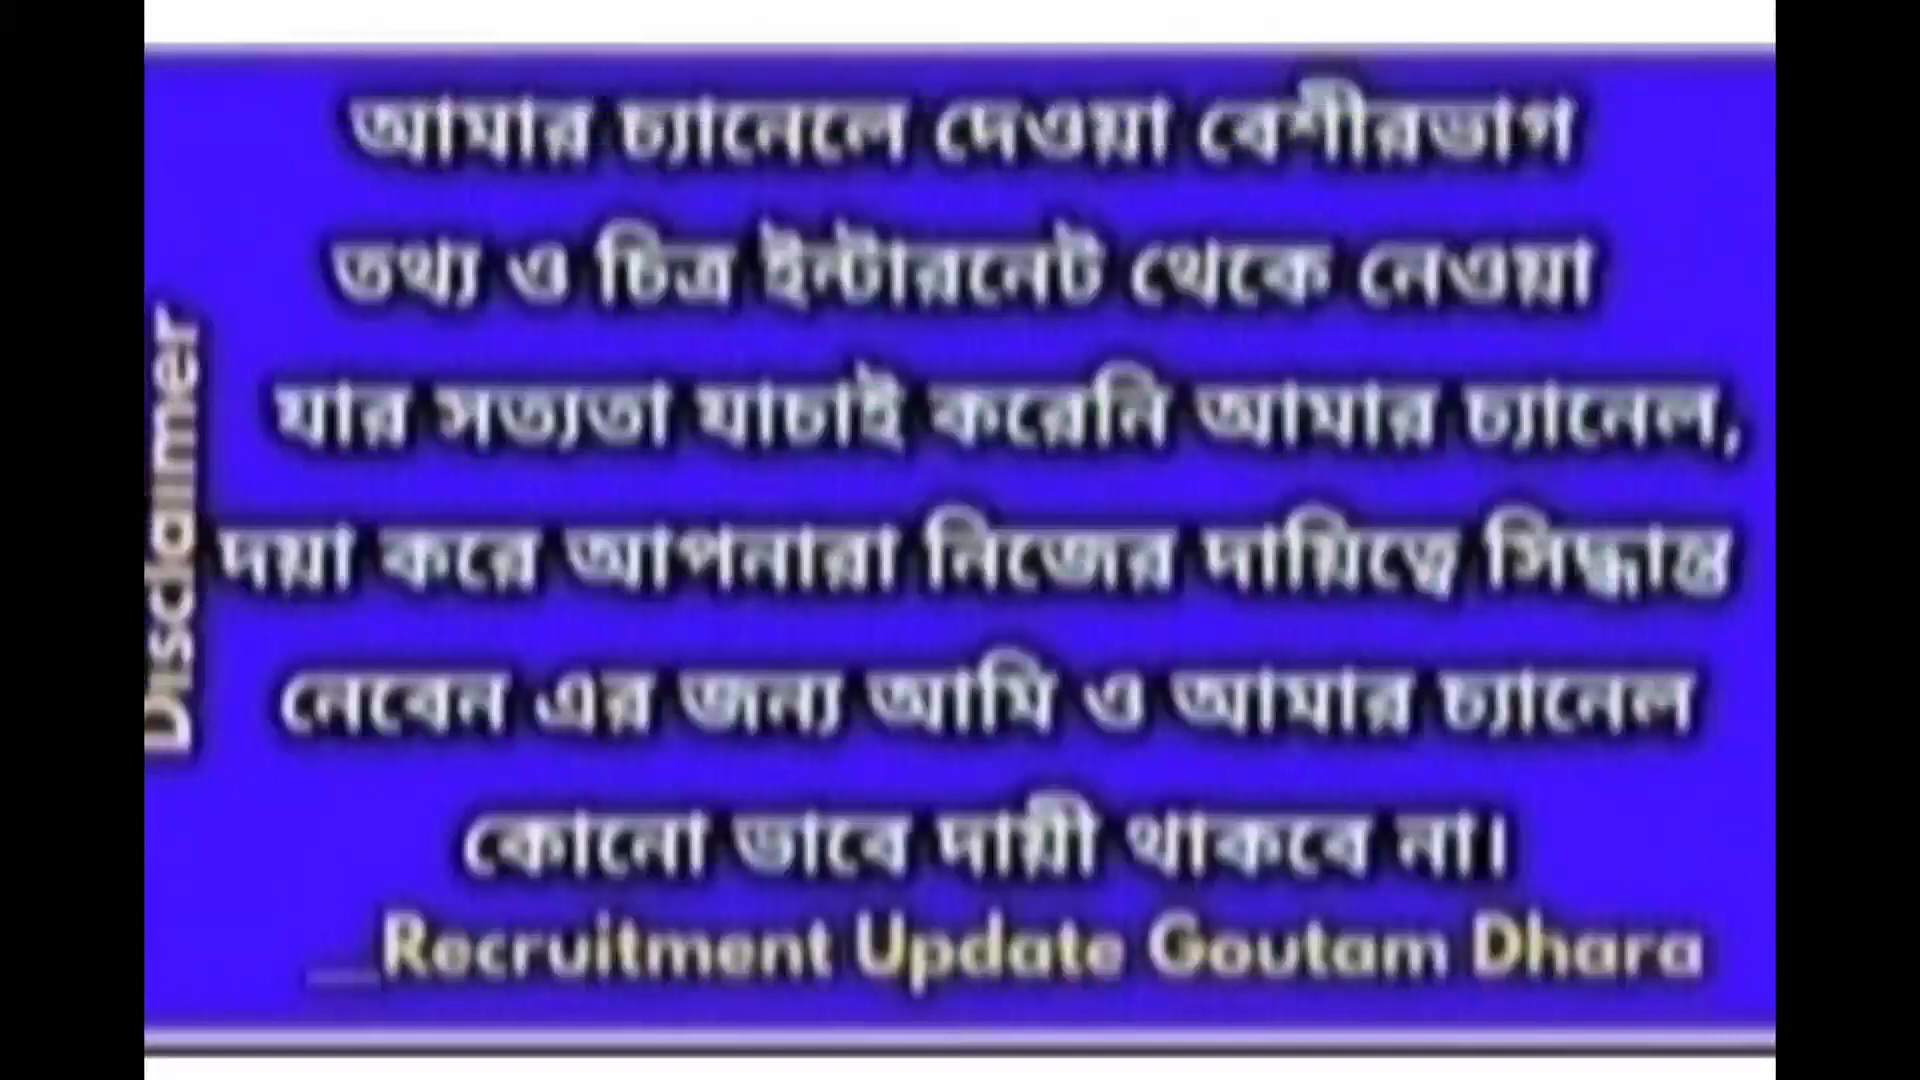 Disclaimer
আমার চ্যানেলে দেওয়া বেশীরভাগ
তথ্য ও চিত্র ইন্টারনেট থেকে নেওয়া
যার সত্যতা যাচাই করেনি আমার চ্যানেল,
দয়া করে আপনারা নিজের দায়িত্বে সিদ্ধান্ত
নেবেন এর জন্য আমি ও আমার চ্যানেল
কোনো ভাবে দায়ী থাকবে না।
__Recruitment Update Goutam Dhara